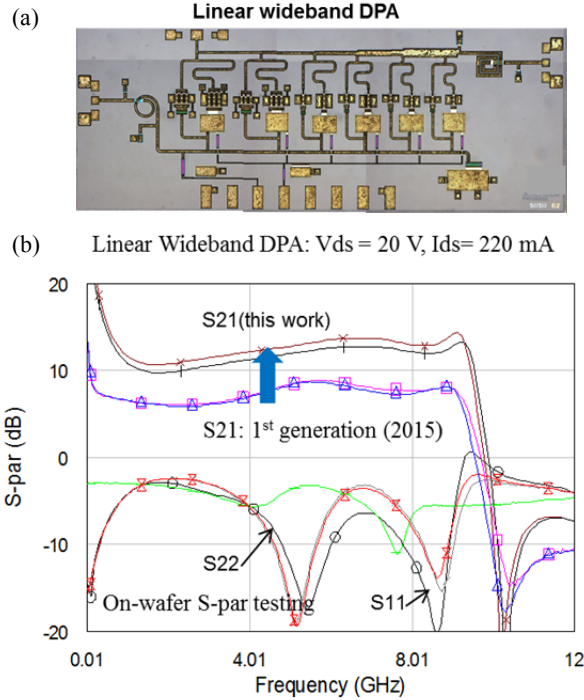 (a)
Linear wideband DPA
(b)
Linear Wideband DPA: Vds = 20 V, Ids= 220 mA
20
10
0
-10
-20
S-par (dB)
S21(this work)
S21: 1st generation (2015)
S22
S11
On-wafer S-par testing
0.01
4.01
8.01
12
Frequency (GHz)